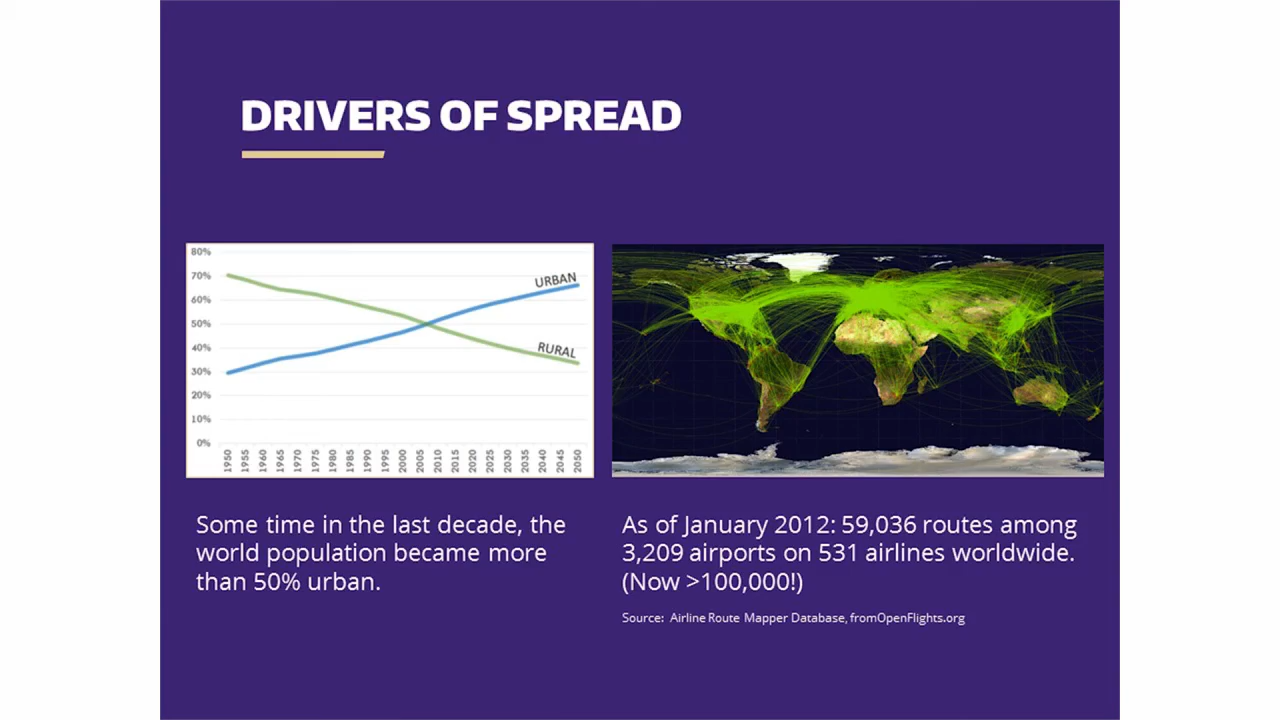 DRIVERS OF SPREAD
80%
70%
60%
50%
40%
30%
20%
10%
0%
URBAN
RURAL
1950 1955 1960 1965 1970 1975 1980 1985 1990 1995 2000 2005 2010 2015 2020 2025 2030 2035 2040 2045 2050
Some time in the last decade, the
world population became more
than 50% urban.
As of January 2012: 59,036 routes among
3,209 airports on 531 airlines worldwide.
(Now >100,000!)
Source: Airline Route Mapper Database, fromOpenFlights.org